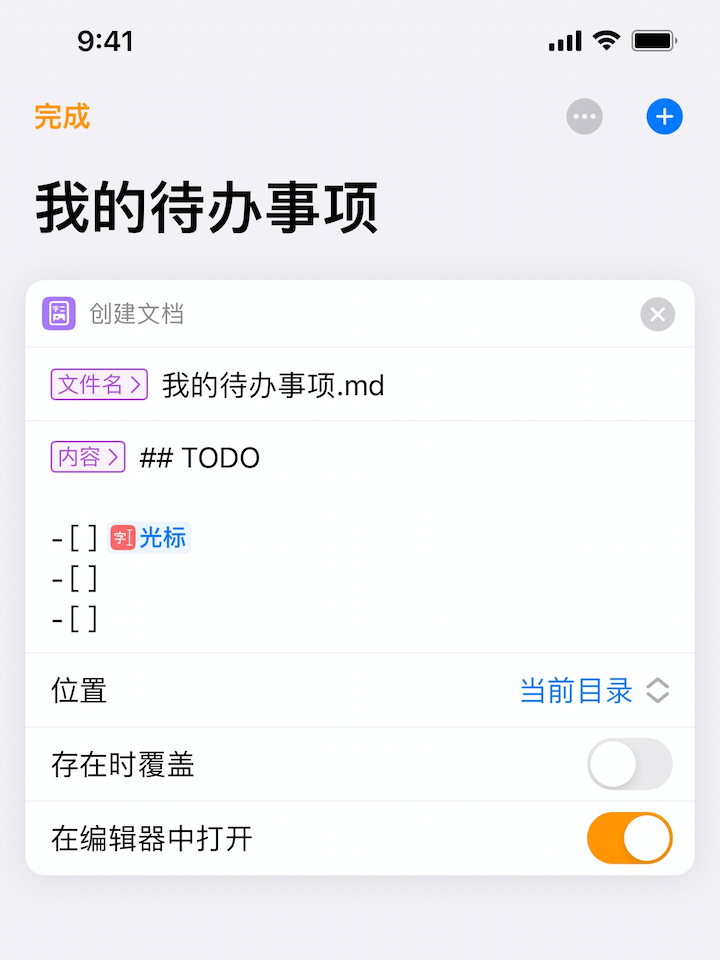 9:41
完成
我的待办事项
创建文档
文件名 我的待办事项.md
内容 ## TODO
-[ ] 字 光标
-[ ]
-[ ]
位置 当前目录
存在时覆盖
在编辑器中打开